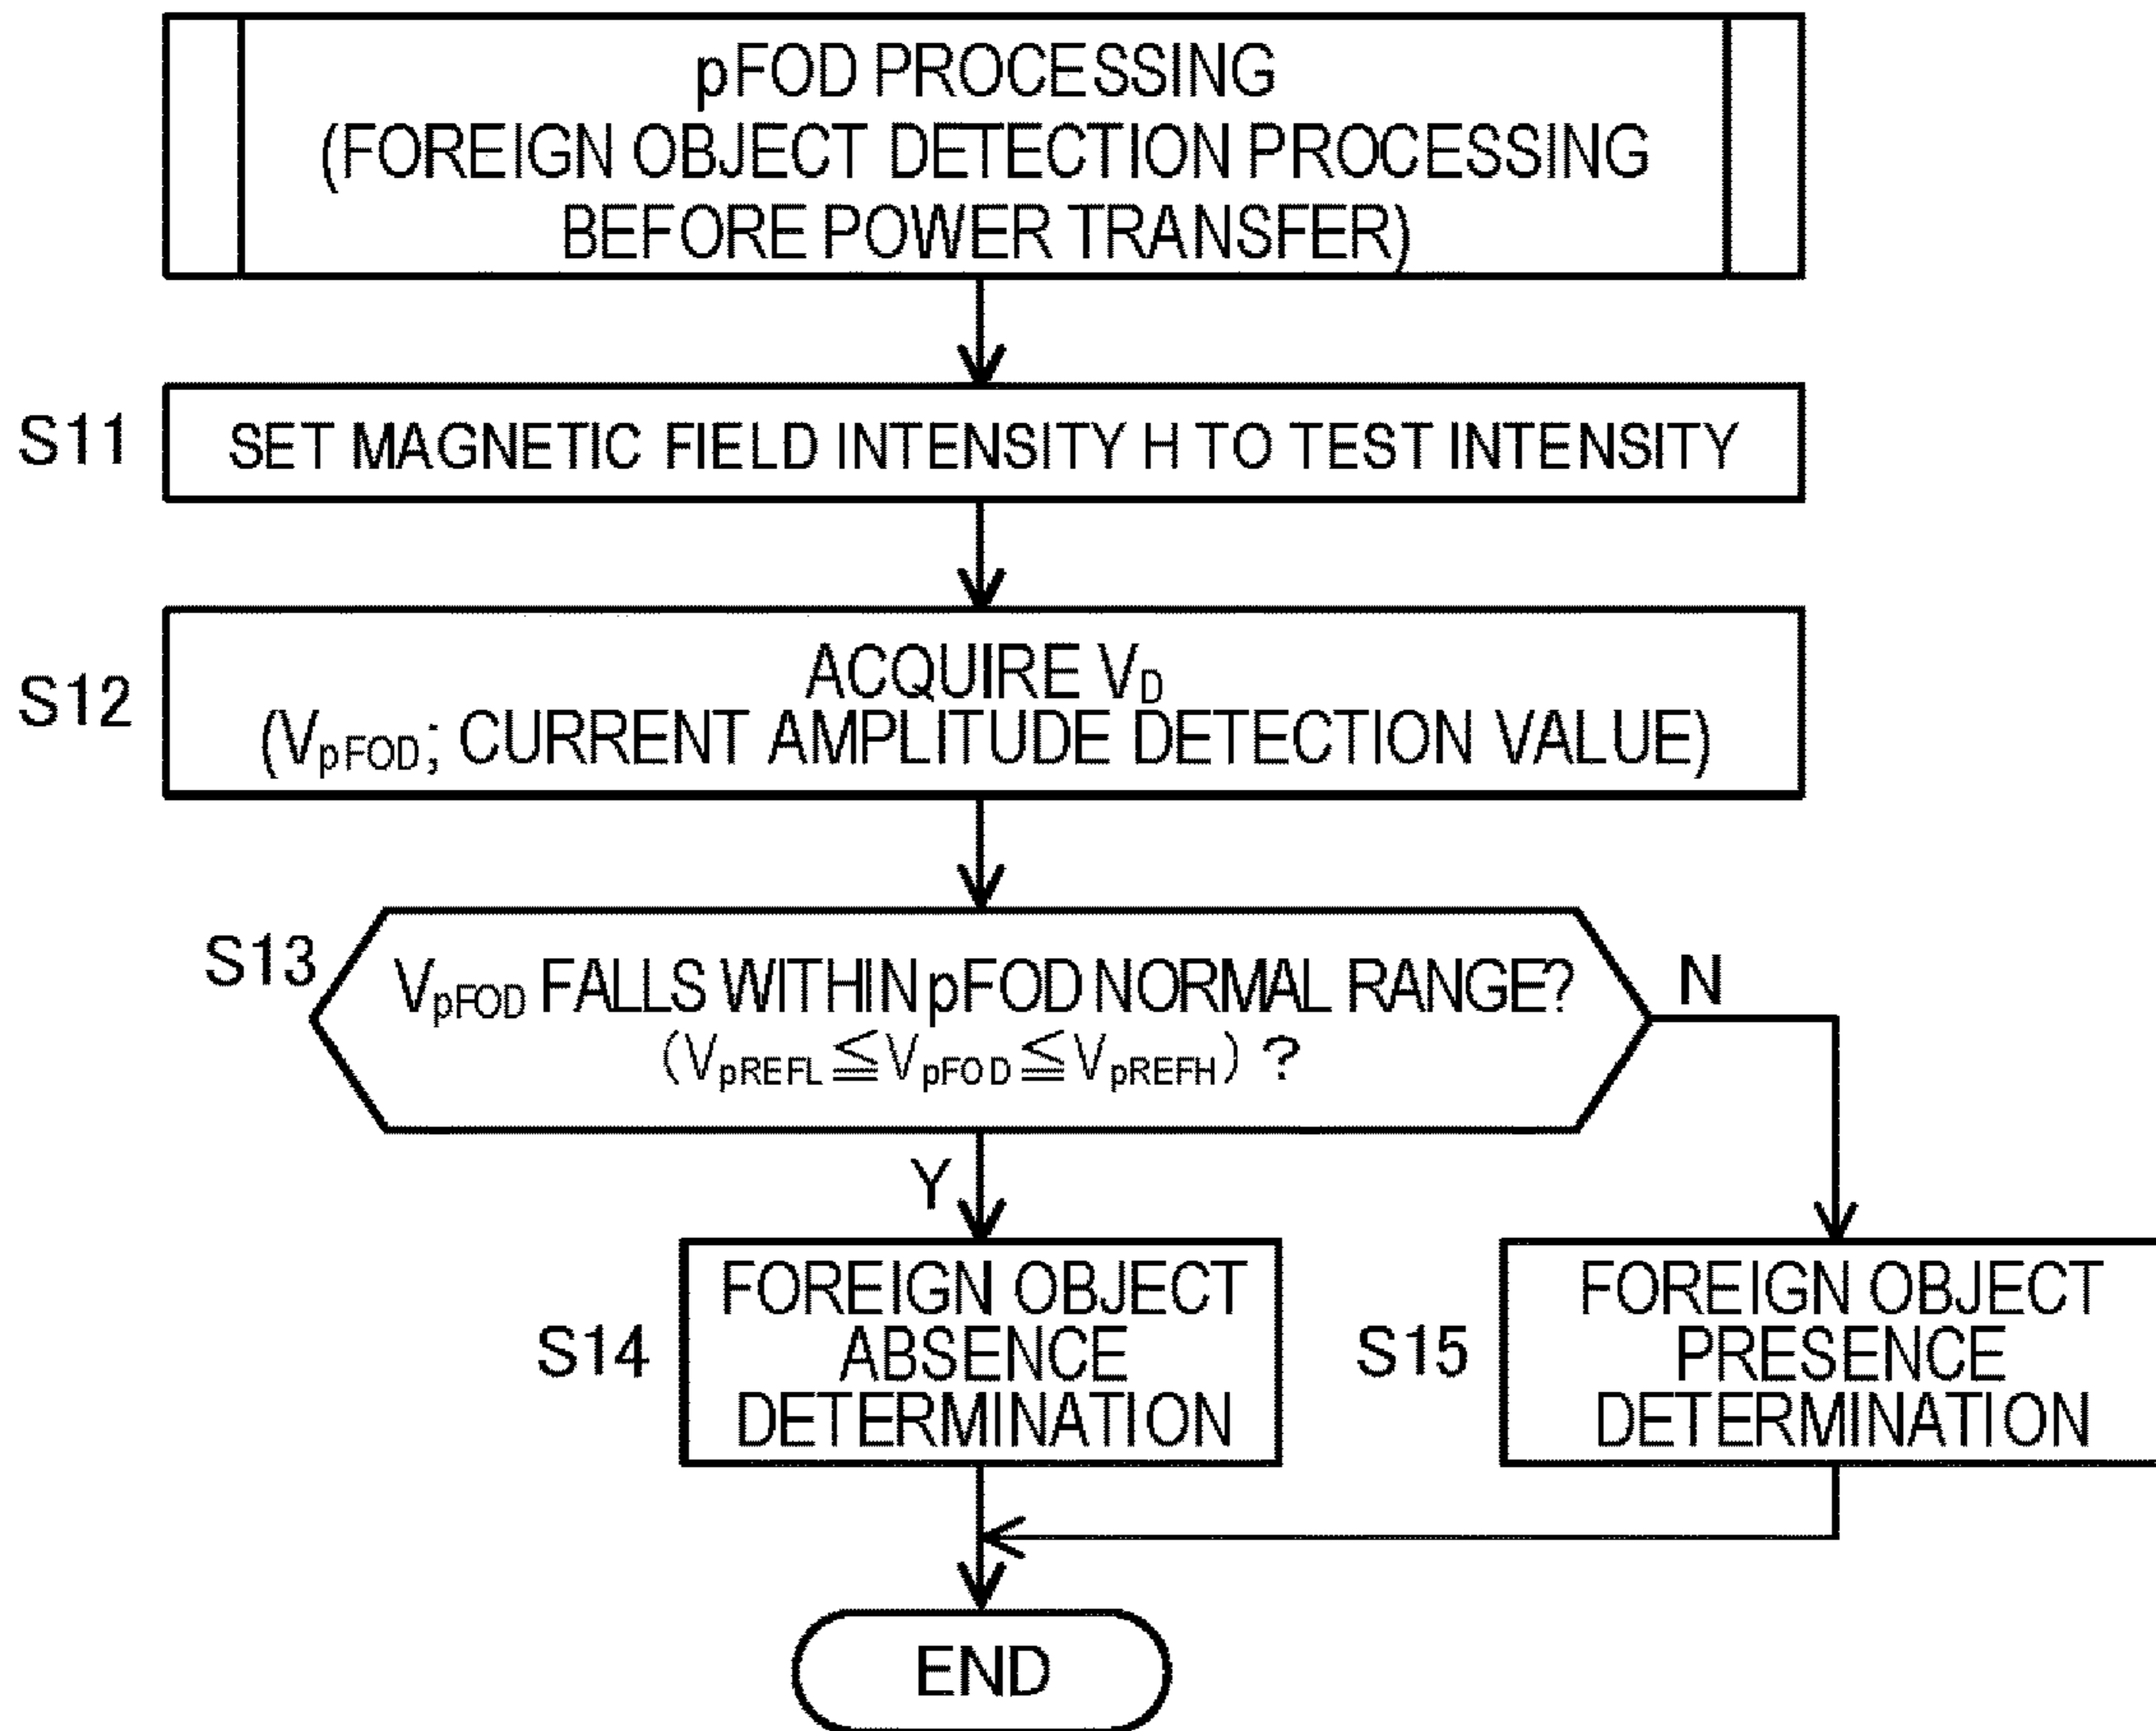 pFOD PROCESSING
(FOREIGN OBJECT DETECTION PROCESSING
BEFORE POWER TRANSFER)
S11
SET MAGNETIC FIELD INTENSITY H TO TEST INTENSITY
S12
ACQUIRE VD
(VpFOD; CURRENT AMPLITUDE DETECTION VALUE)
S13
VpFOD FALLS WITHIN pFOD NORMAL RANGE?
(VpREFL≦VpFOD≦VpREFH) ?
N
Y
S14
FOREIGN OBJECT
ABSENCE
DETERMINATION
S15
FOREIGN OBJECT
PRESENCE
DETERMINATION
END